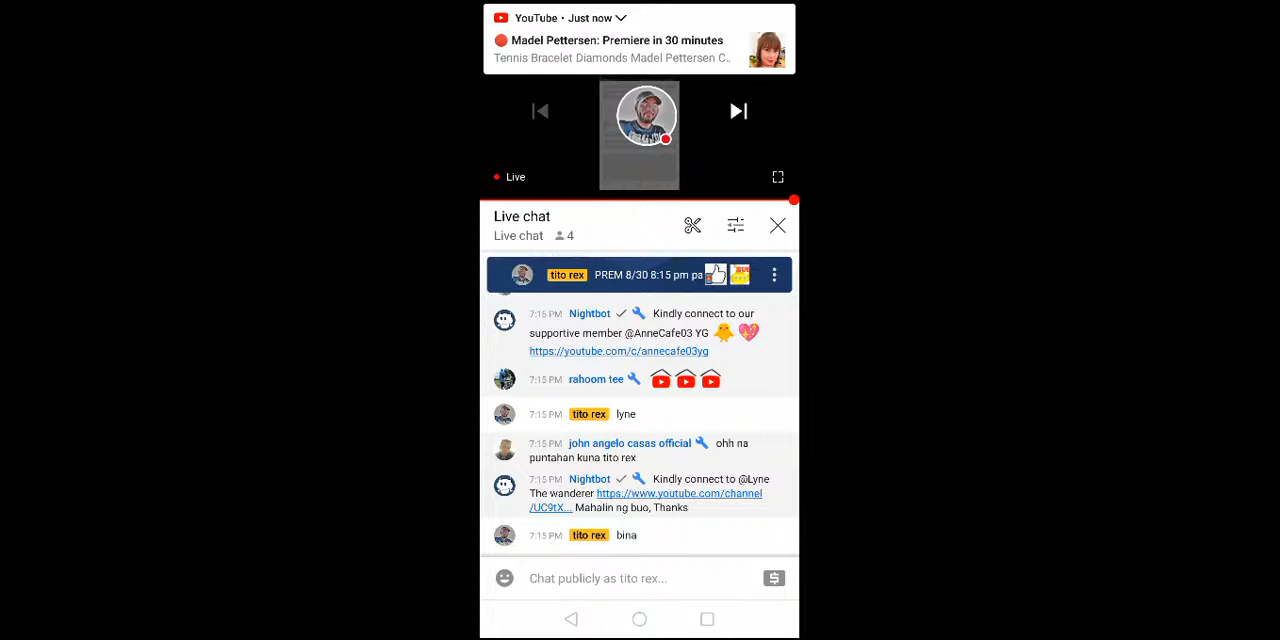 YouTube • Just now
Madel Pettersen: Premiere in 30 minutes
Tennis Bracelet Diamonds Madel Pettersen C..
Live
Live chat
Live chat 4
tito rex PREM 8/30 8:15 pm pa
7:15 PM Nightbot Kindly connect to our
supportive member @AnneCafe03 YG
https://youtube.com/c/annecafe03yg
7:15 PM rahoom tee
7:15 PM tito rex lyne
7:15 PM john angelo casas official ohh na
puntahan kuna tito rex
7:15 PM Nightbot Kindly connect to @Lyne
The wanderer https://www.youtube.com/channel
/UC9tX... Mahalin ng buo, Thanks
7:15 PM tito rex bina
Chat publicly as tito rex...